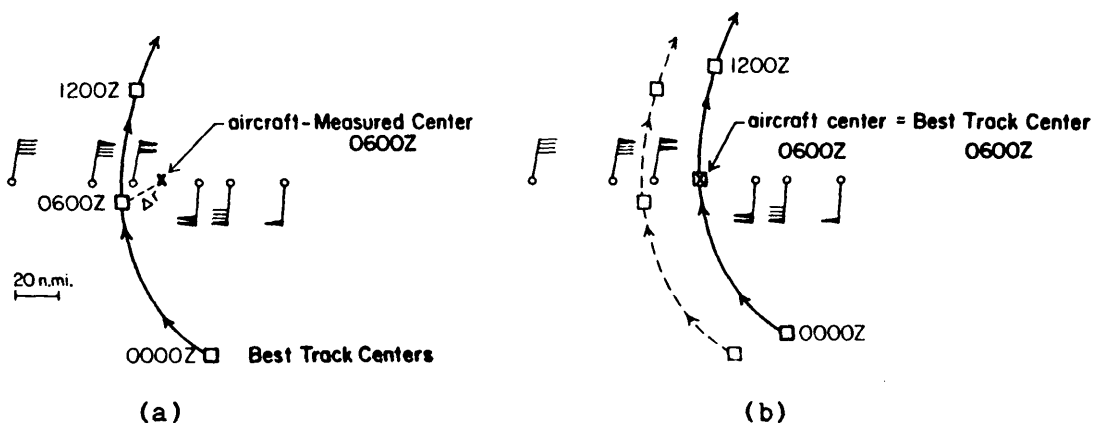 1200Z
aircraft-Measured Center
0600Z
0600Z
Δr
20 n.mi.
0000Z
Best Track Centers
(a)
1200Z
aircraft center = Best Track Center
0600Z 0600Z
0000Z
(b)